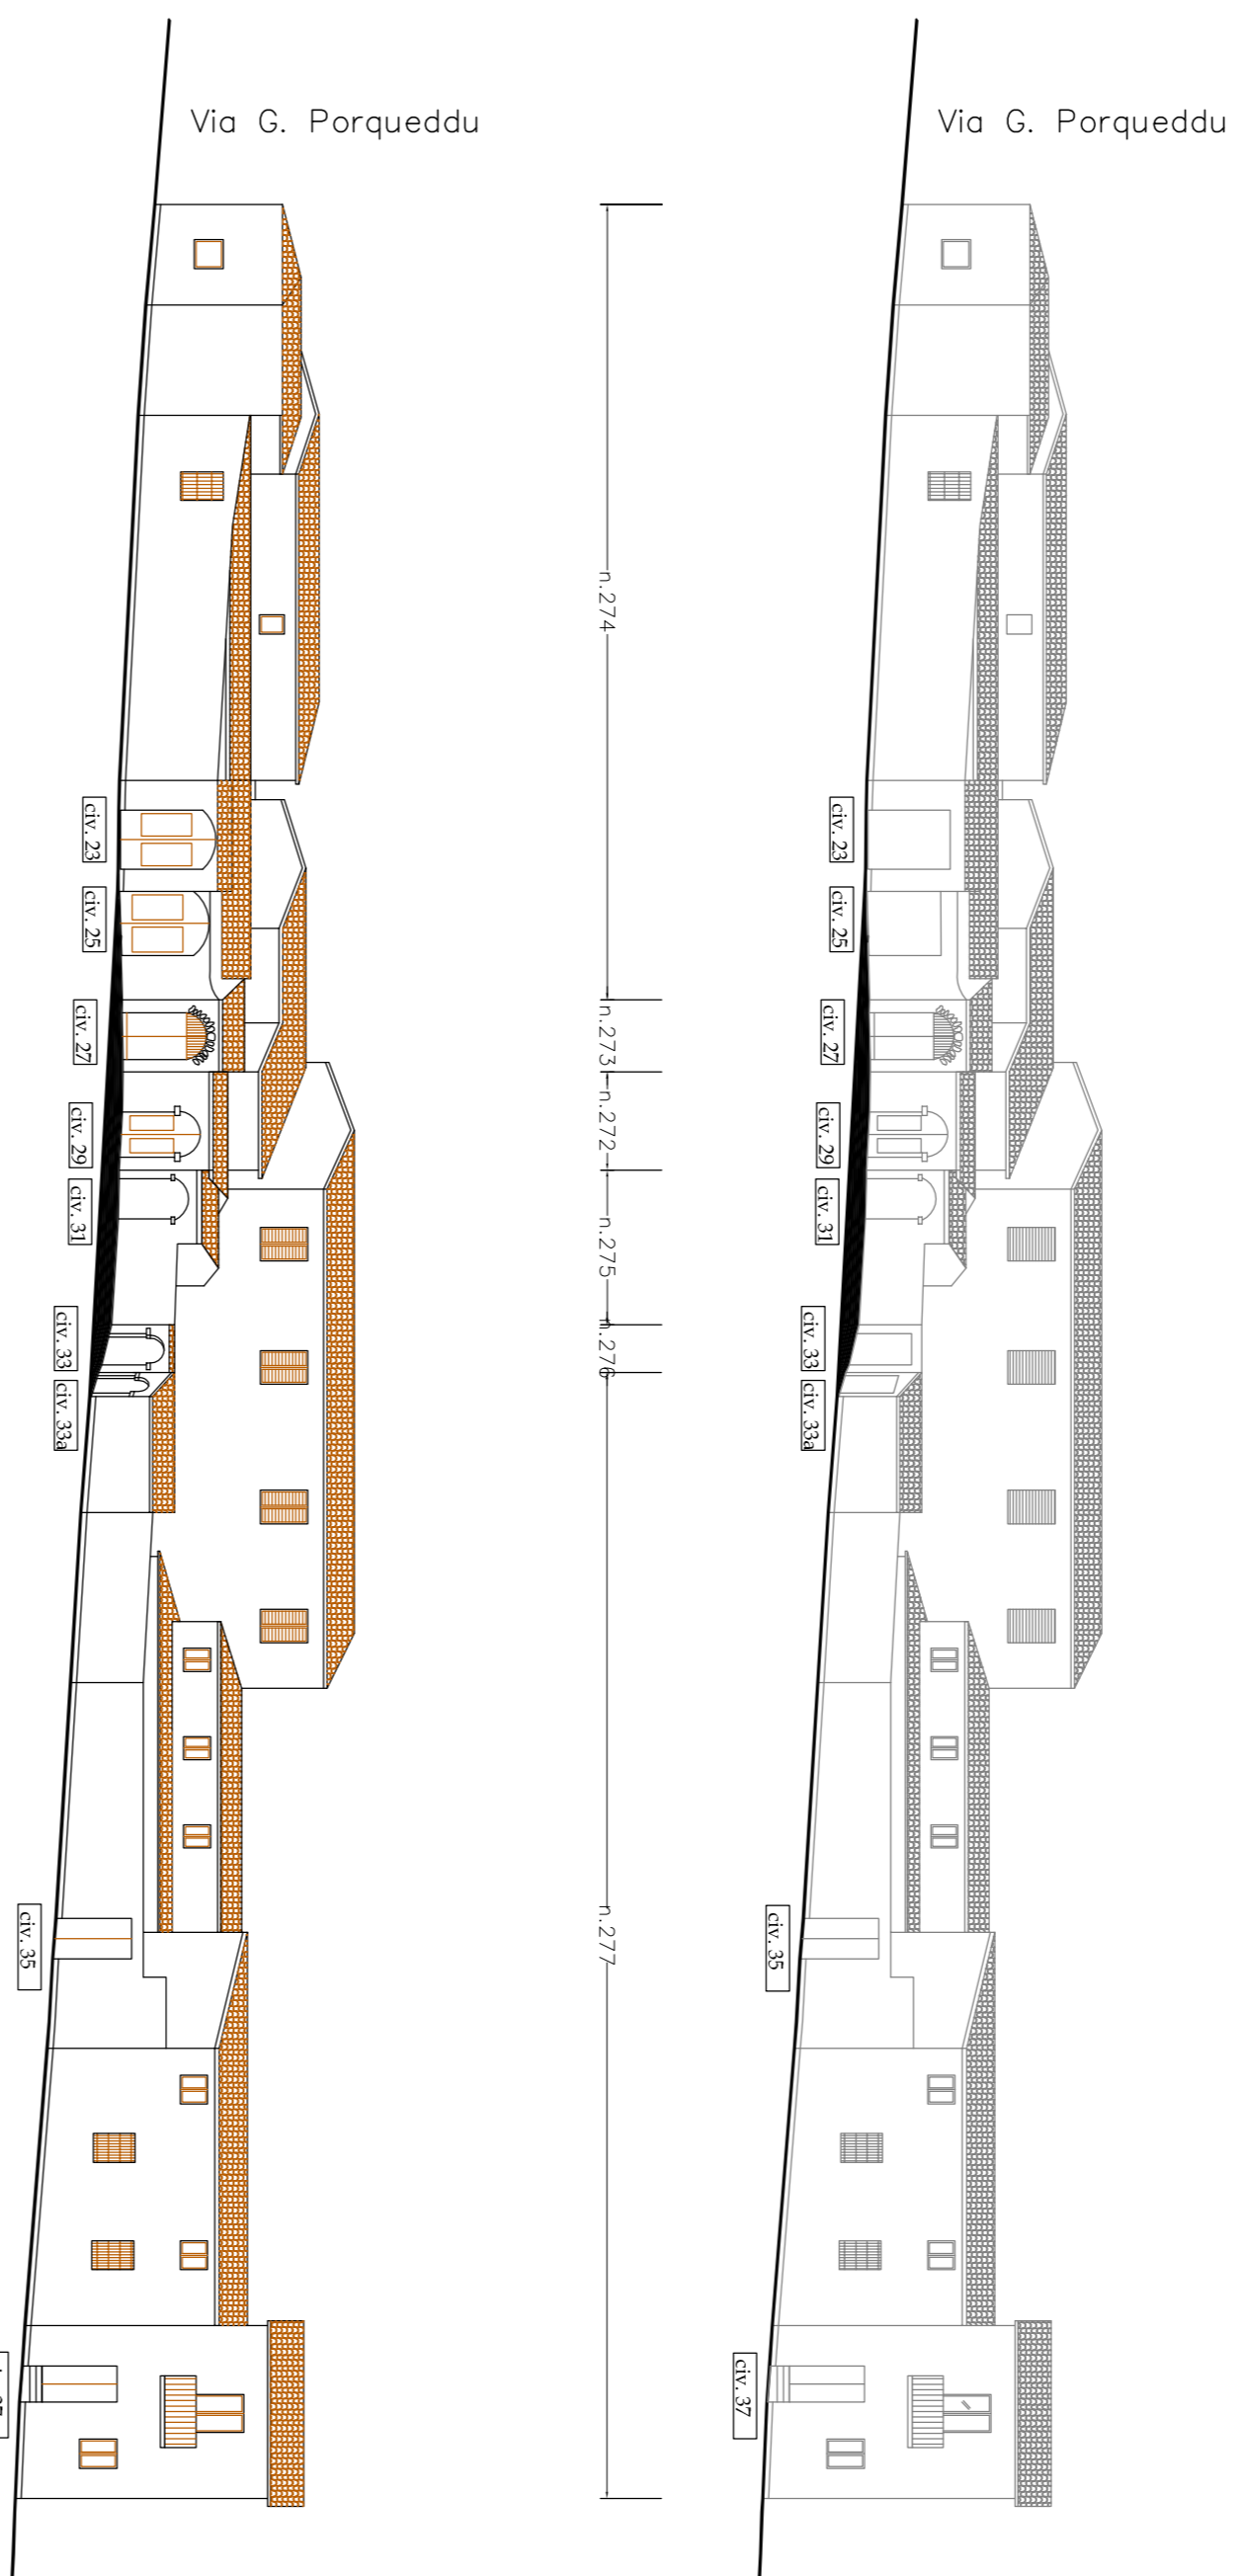 Via G. Porqueddu
Via G. Porqueddu
civ. 23
civ. 25
civ. 27
civ. 29
civ. 31
civ. 33
civ. 33a
civ. 35
n.274
n.273
n.272
n.275
n.276
n.277
civ. 23
civ. 25
civ. 27
civ. 29
civ. 31
civ. 33
civ. 33a
civ. 35
civ. 37